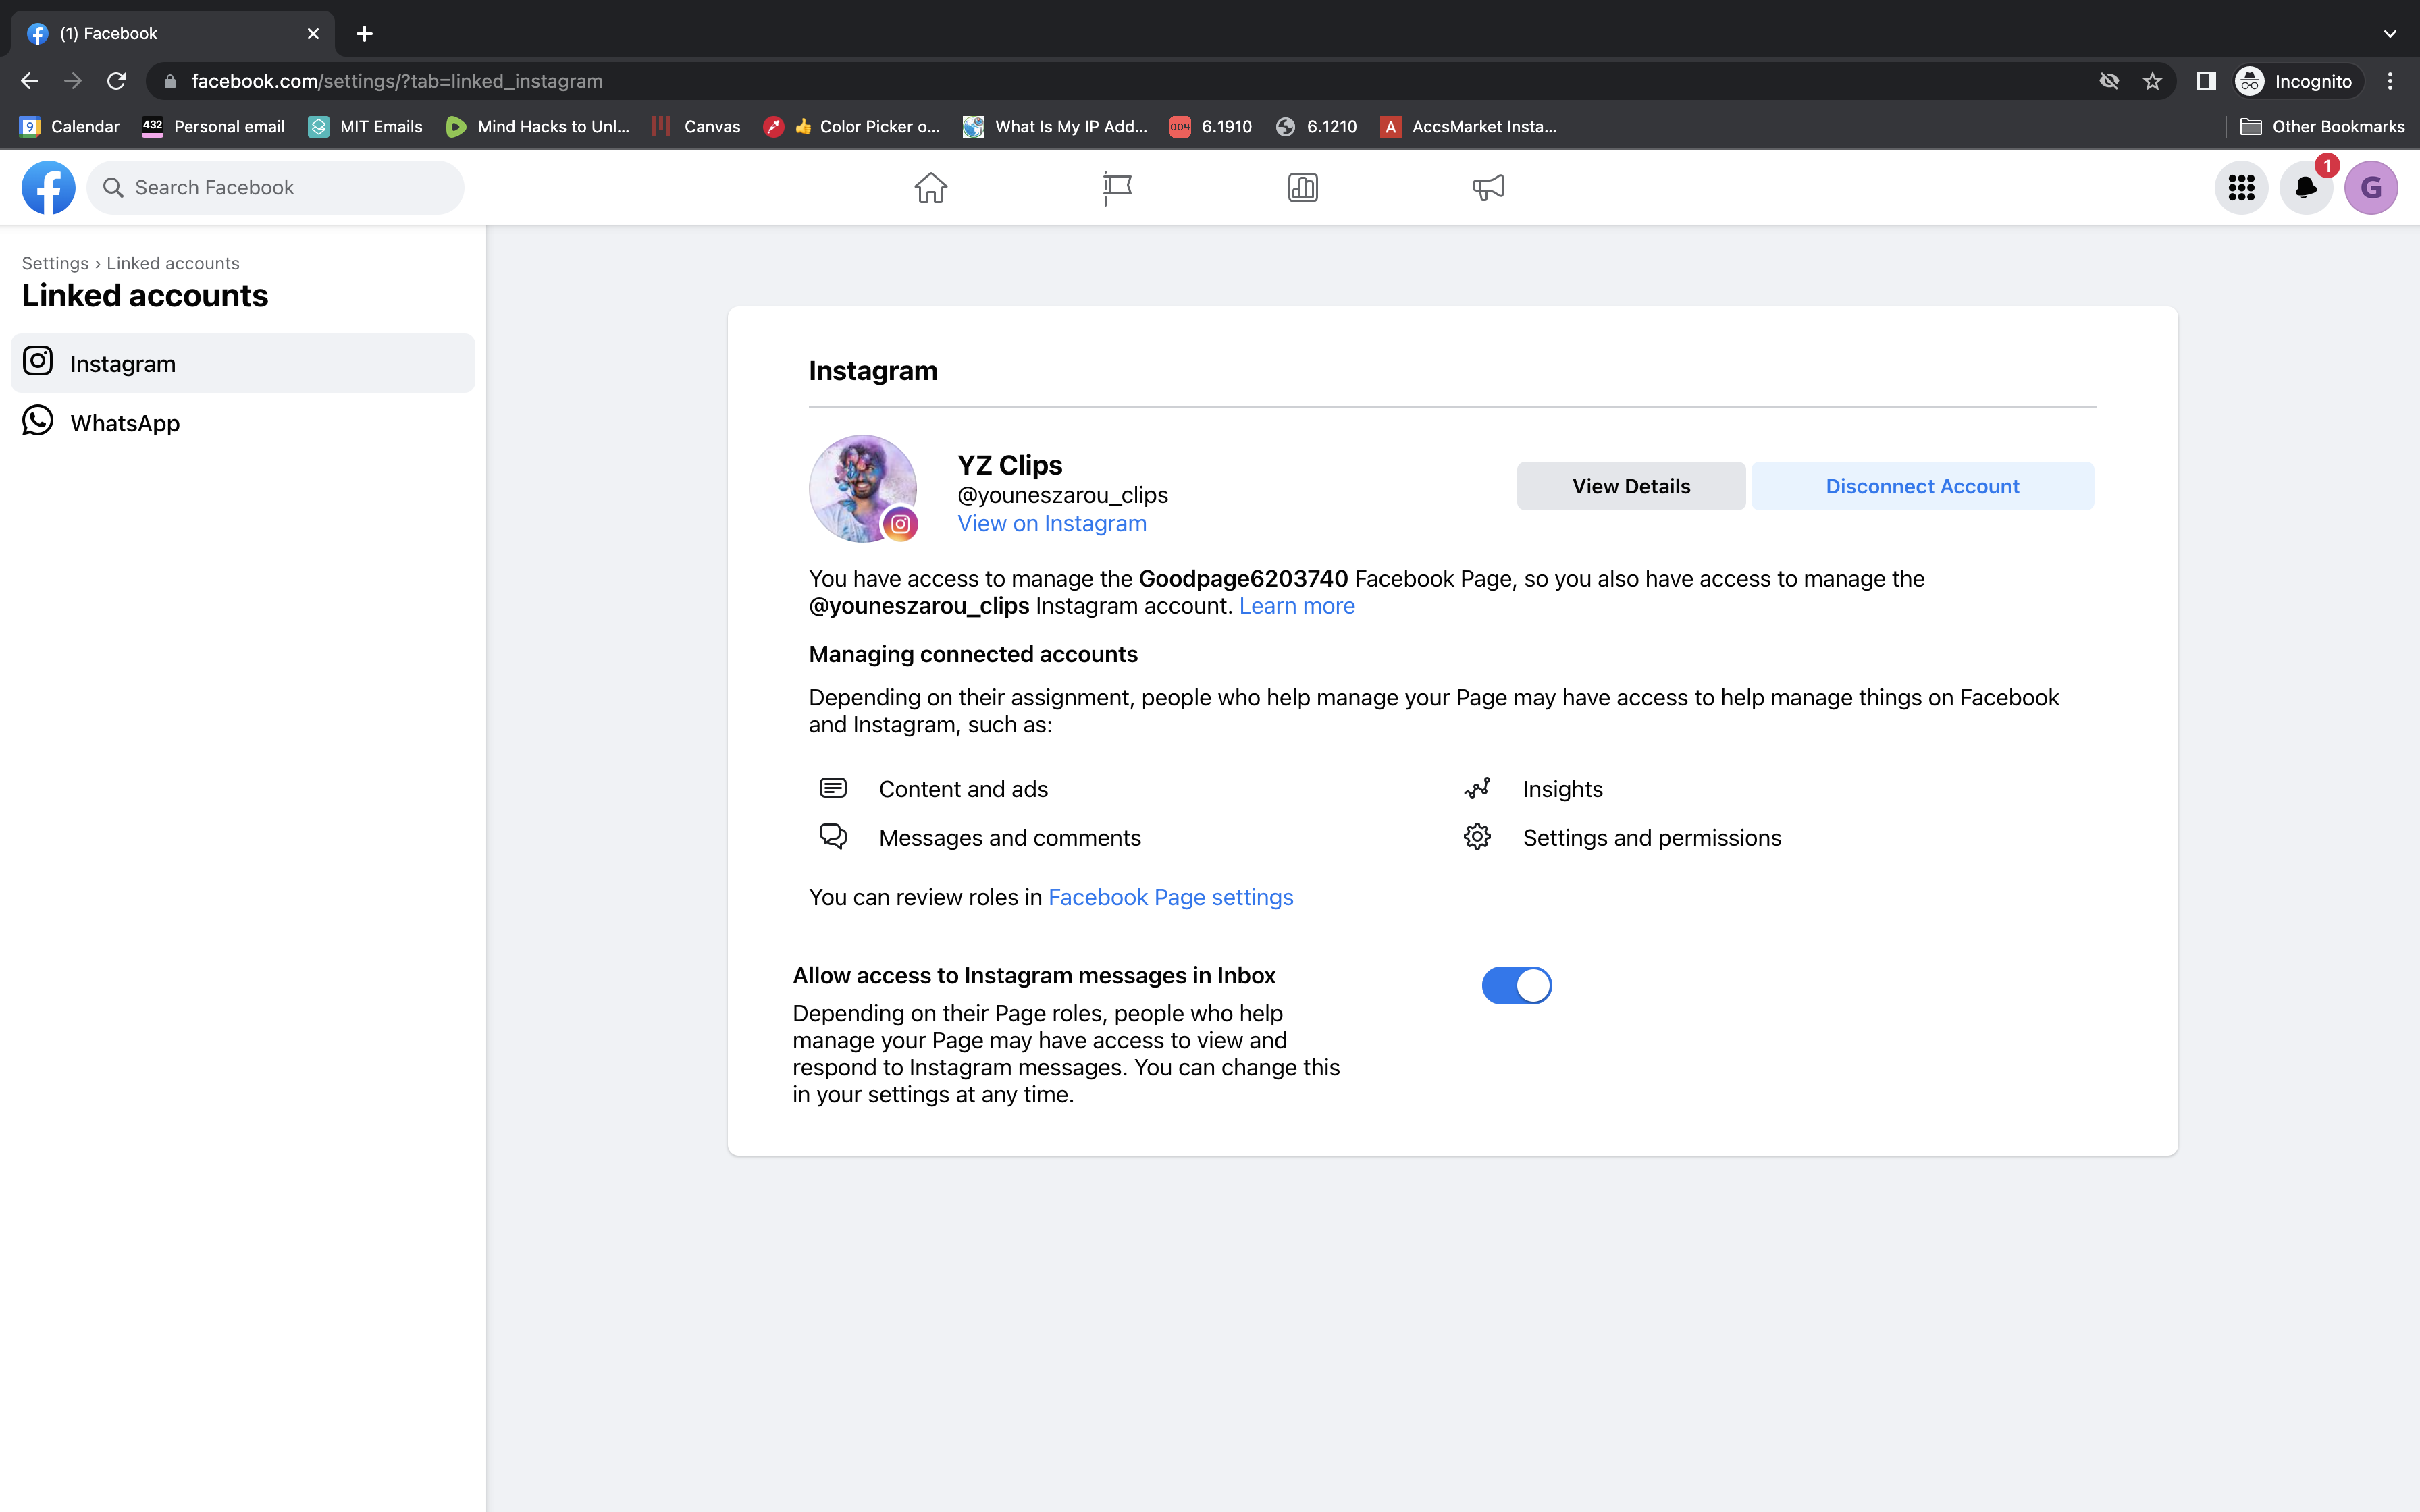 (1) Facebook
facebook.com/settings/?tab=linked_instagram
Incognito
9 Calendar
432 Personal email
MIT Emails
Mind Hacks to Unl...
Canvas
👍 Color Picker o...
What Is My IP Add...
004 6.1910
6.1210
A AccsMarket Insta...
Other Bookmarks
Search Facebook
1
G
Settings › Linked accounts
Linked accounts
Instagram
WhatsApp
Instagram
YZ Clips
@youneszarou_clips
View on Instagram
View Details
Disconnect Account
You have access to manage the Goodpage6203740 Facebook Page, so you also have access to manage the
@youneszarou_clips Instagram account. Learn more
Managing connected accounts
Depending on their assignment, people who help manage your Page may have access to help manage things on Facebook
and Instagram, such as:
Content and ads
Insights
Messages and comments
Settings and permissions
You can review roles in Facebook Page settings
Allow access to Instagram messages in Inbox
Depending on their Page roles, people who help
manage your Page may have access to view and
respond to Instagram messages. You can change this
in your settings at any time.